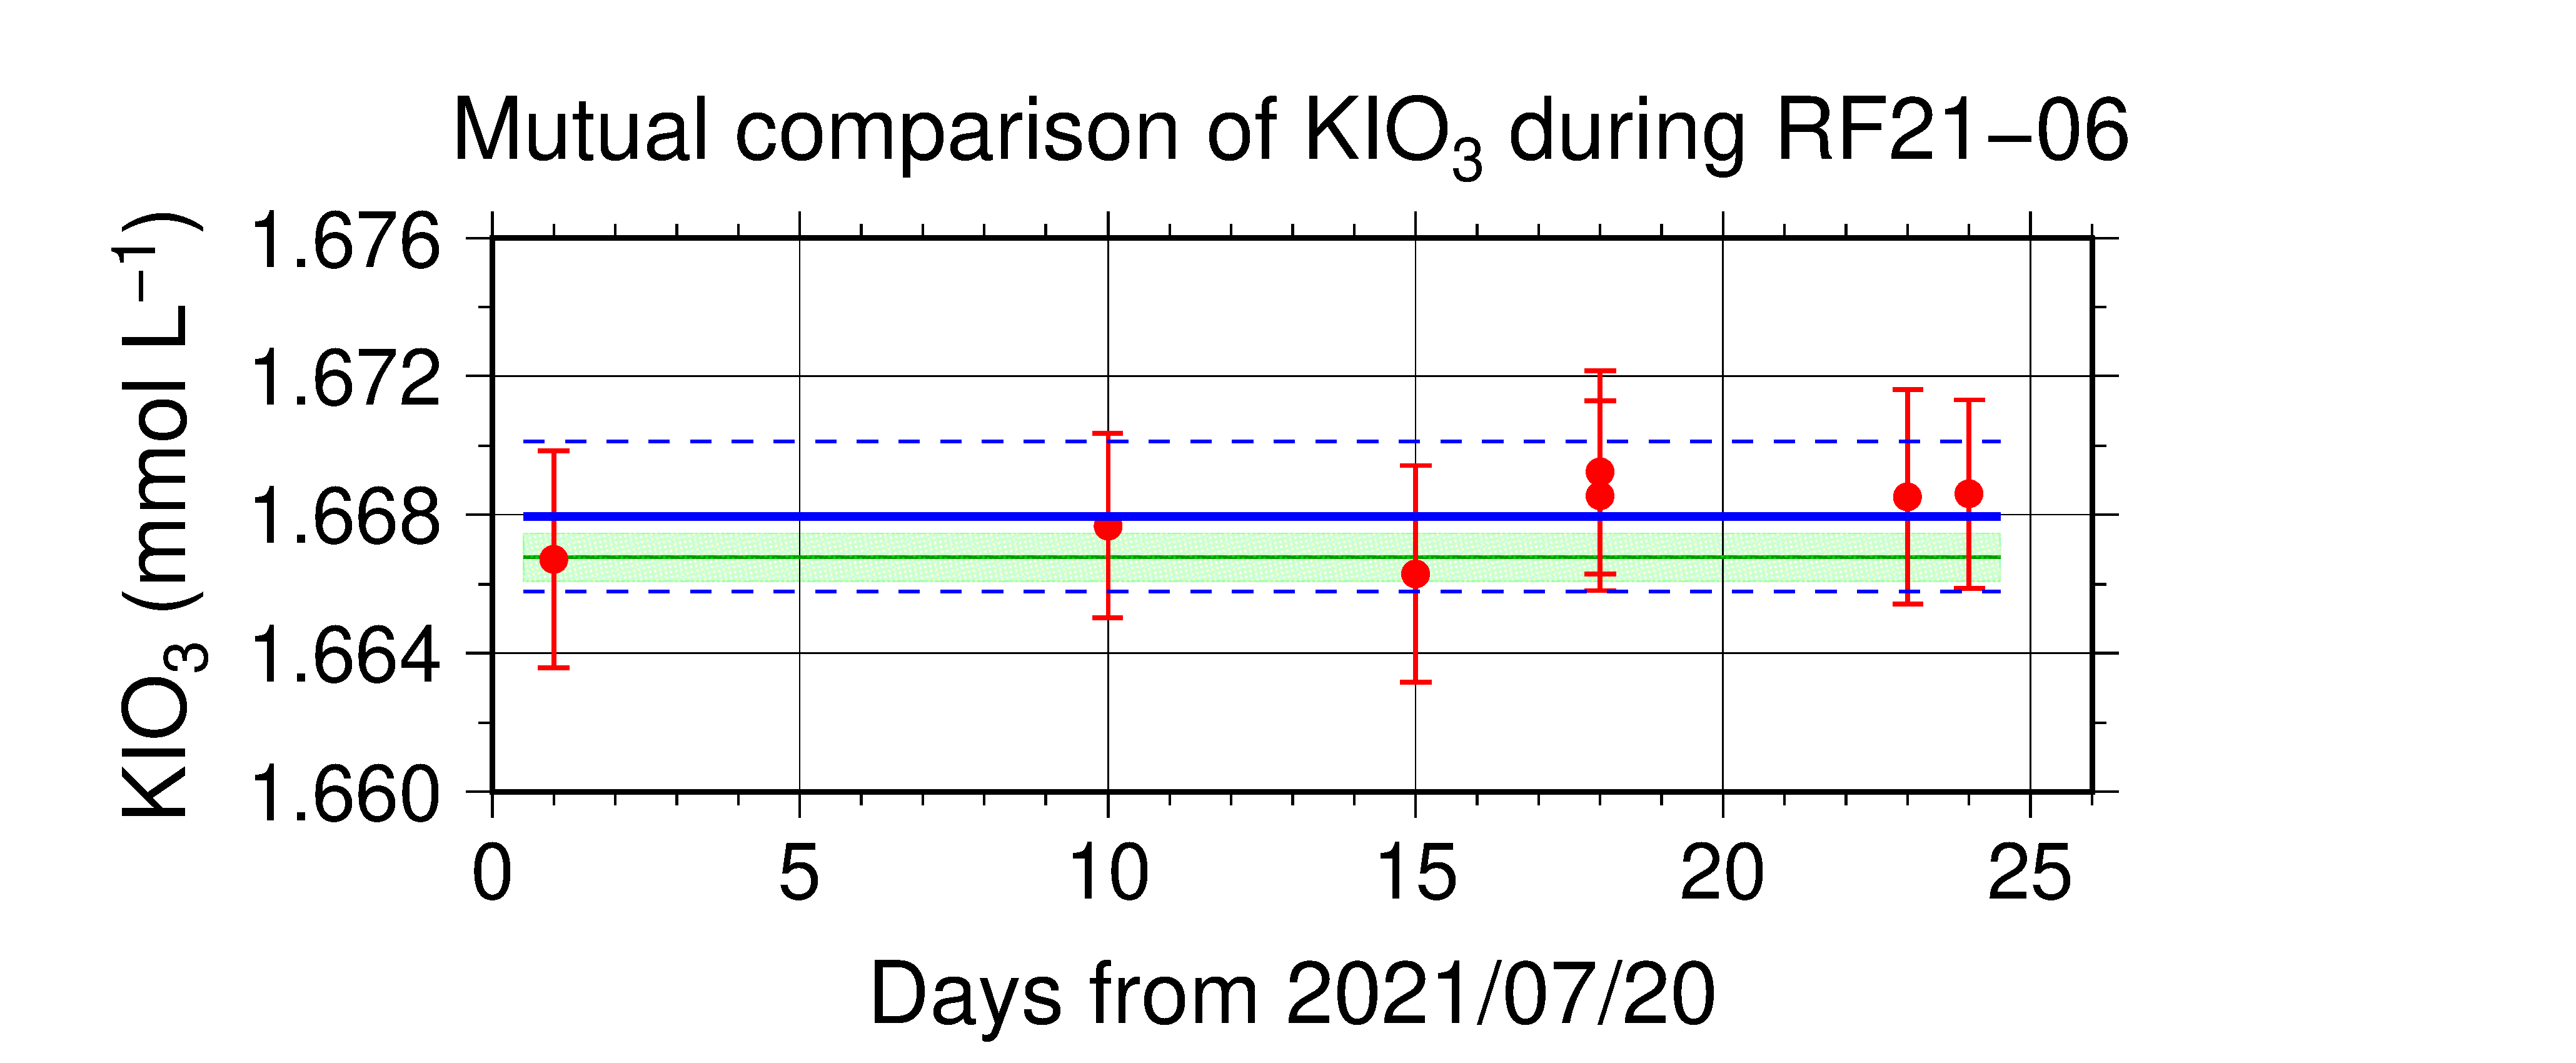 Mutual comparison of KIO₃ during RF21−06
KIO₃ (mmol L⁻¹)
1.676
1.672
1.668
1.664
1.660
0 5 10 15 20 25
Days from 2021/07/20